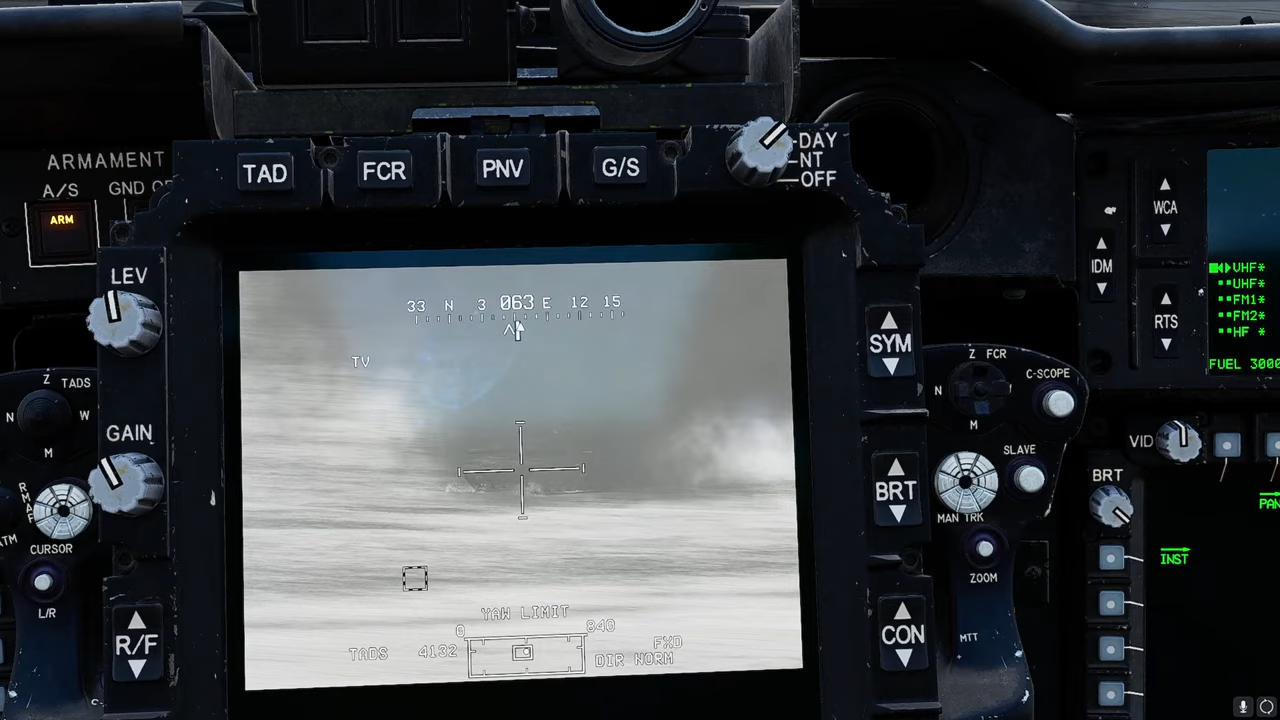 ARMAMENT
A/S
GND
ARM
TAD
FCR
PNV
G/S
DAY
NT
OFF
LEV
GAIN
R/F
Z TADS
N
W
M
CURSOR
L/R
33 N 3 063 E 12 15
TV
YAW LIMIT
0
840
TADS 4132
FXD
DIR NORM
SYM
BRT
CON
Z FCR
C-SCOPE
N
M
SLAVE
MAN TRK
ZOOM
MTT
WCA
IDM
RTS
UHF*
UHF*
FM1*
FM2*
HF *
FUEL 3000
VID
BRT
PAN
INST